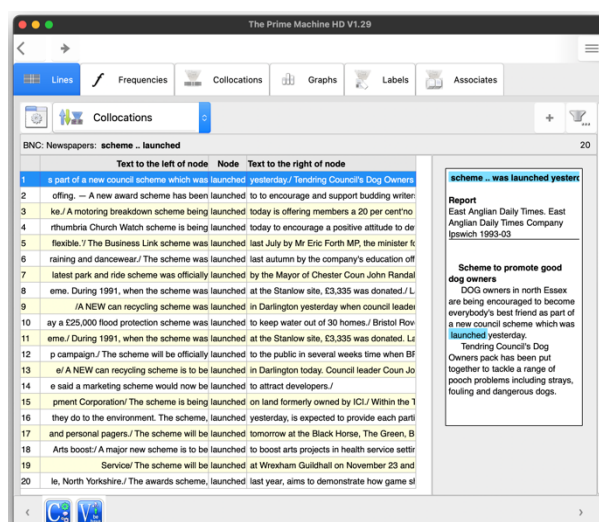 The Prime Machine HD V1.29
Lines
Frequencies
Collocations
Graphs
Labels
Associates
Collocations
BNC: Newspapers: scheme .. launched 20
Text to the left of node Node Text to the right of node
1 s part of a new council scheme which was launched yesterday./ Tendring Council's Dog Owners
2 offing. — A new award scheme has been launched to to encourage and support budding writer
3 ke./ A motoring breakdown scheme being launched today is offering members a 20 per cent'no
4 rthumbria Church Watch scheme is being launched today to encourage a positive attitude to de
5 flexible.'/ The Business Link scheme was launched last July by Mr Eric Forth MP, the minister fo
6 raining and dancewear./ The scheme was launched last autumn by the company's education off
7 latest park and ride scheme was officially launched by the Mayor of Chester Coun John Randal
8 eme. During 1991, when the scheme was launched at the Stanlow site, £3,335 was donated./ L
9 /A NEW can recycling scheme was launched in Darlington yesterday when council leader
10 ay a £25,000 flood protection scheme was launched to keep water out of 30 homes./ Bristol Rov
11 eme./ During 1991, when the scheme was launched at the Stanlow site, £3,335 was donated. La
12 p campaign./ The scheme will be officially launched to the public in several weeks time when BF
13 e/ A NEW can recycling scheme is to be launched in Darlington today. Council leader Coun Jo
14 e said a marketing scheme would now be launched to attract developers./
15 pment Corporation/ The scheme is being launched on land formerly owned by ICI./ Within the T
16 they do to the environment. The scheme, launched yesterday, is expected to provide each parti
17 and personal pagers./ The scheme will be launched tomorrow at the Black Horse, The Green, B
18 Arts boost:/ A major new scheme is to be launched to boost arts projects in health service settin
19 Service/ The scheme will be launched at Wrexham Guildhall on November 23 and
20 le, North Yorkshire./ The awards scheme, launched last year, aims to demonstrate how game sh
scheme .. was launched yesterd
Report
East Anglian Daily Times. East
Anglian Daily Times Company
Ipswich 1993-03
Scheme to promote good
dog owners
DOG owners in north Essex
are being encouraged to become
everybody's best friend as part of
a new council scheme which was
launched yesterday.
Tendring Council's Dog
Owners pack has been put
together to tackle a range of
pooch problems including strays,
fouling and dangerous dogs.